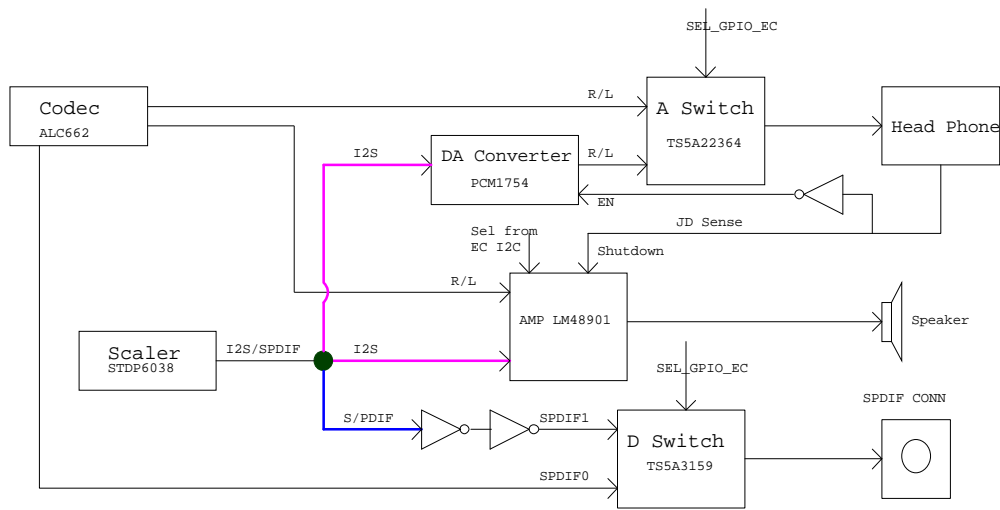 SEL_GPIO_EC
Codec
ALC662
R/L
A Switch
TS5A22364
Head Phone
I2S
DA Converter
PCM1754
R/L
EN
JD Sense
Sel from
EC I2C
Shutdown
R/L
AMP LM48901
Speaker
Scaler
STDP6038
I2S/SPDIF
I2S
SEL_GPIO_EC
SPDIF CONN
S/PDIF
SPDIF1
D Switch
TS5A3159
SPDIF0